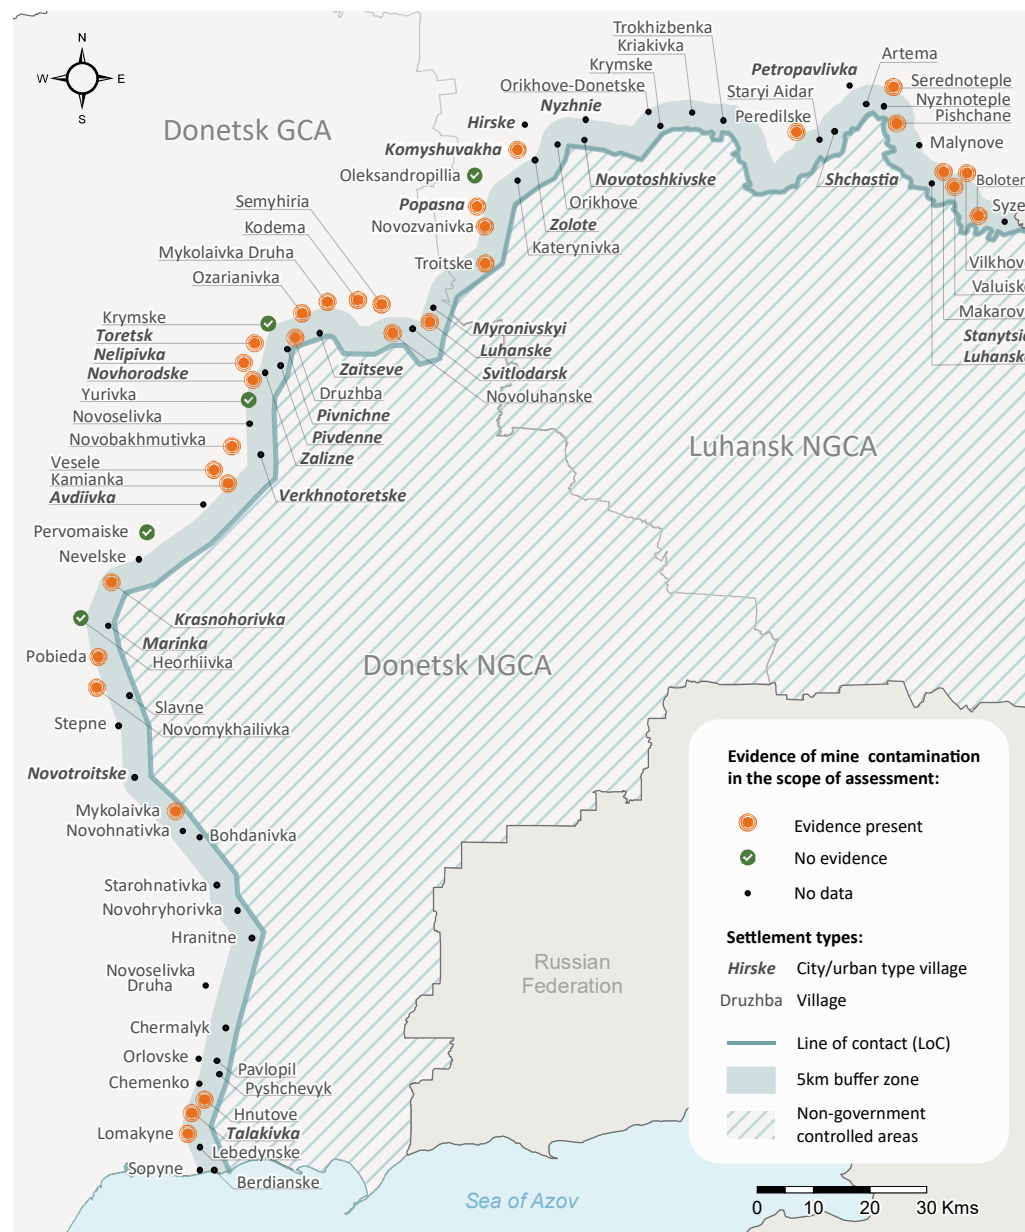 N
W
E
S
Donetsk GCA
Trokhizbenka
Kriakivka
Krymske
Orikhove-Donetske
Nyzhnie
Hirske
Komyshuvakha
Oleksandropillia
Popasna
Novozvanivka
Troitske
Petropavlivka
Staryi Aidar
Peredilske
Artema
Serednoteple
Nyzhnoteple
Pishchane
Malynove
Boloten
Syze
Vilkhove
Valuiske
Makarov
Stanytsia
Luhanska
Shchastia
Novotoshkivske
Orikhove
Zolote
Katerynivka
Semyhiria
Kodema
Mykolaivka Druha
Ozarianivka
Krymske
Toretsk
Nelipivka
Novhorodske
Yurivka
Novoselivka
Novobakhmutivka
Vesele
Kamianka
Avdiivka
Myronivskyi
Luhanske
Svitlodarsk
Novoluhanske
Zaitseve
Druzhba
Pivnichne
Pivdenne
Zalizne
Verkhnotoretske
Luhansk NGCA
Pervomaiske
Nevelske
Krasnohorivka
Marinka
Heorhiivka
Pobieda
Donetsk NGCA
Slavne
Novomykhailivka
Stepne
Novotroitske
Mykolaivka
Novohnativka
Bohdanivka
Starohnativka
Novohryhorivka
Hranitne
Novoselivka
Druha
Chermalyk
Orlovske
Pavlopil
Chemenko
Pyshchevyk
Hnutove
Talakivka
Lomakyne
Lebedynske
Sopyne
Berdianske
Russian
Federation
Sea of Azov
Evidence of mine contamination
in the scope of assessment:
Evidence present
No evidence
No data
Settlement types:
Hirske City/urban type village
Druzhba Village
Line of contact (LoC)
5km buffer zone
Non-government
controlled areas
0 10 20 30 Kms